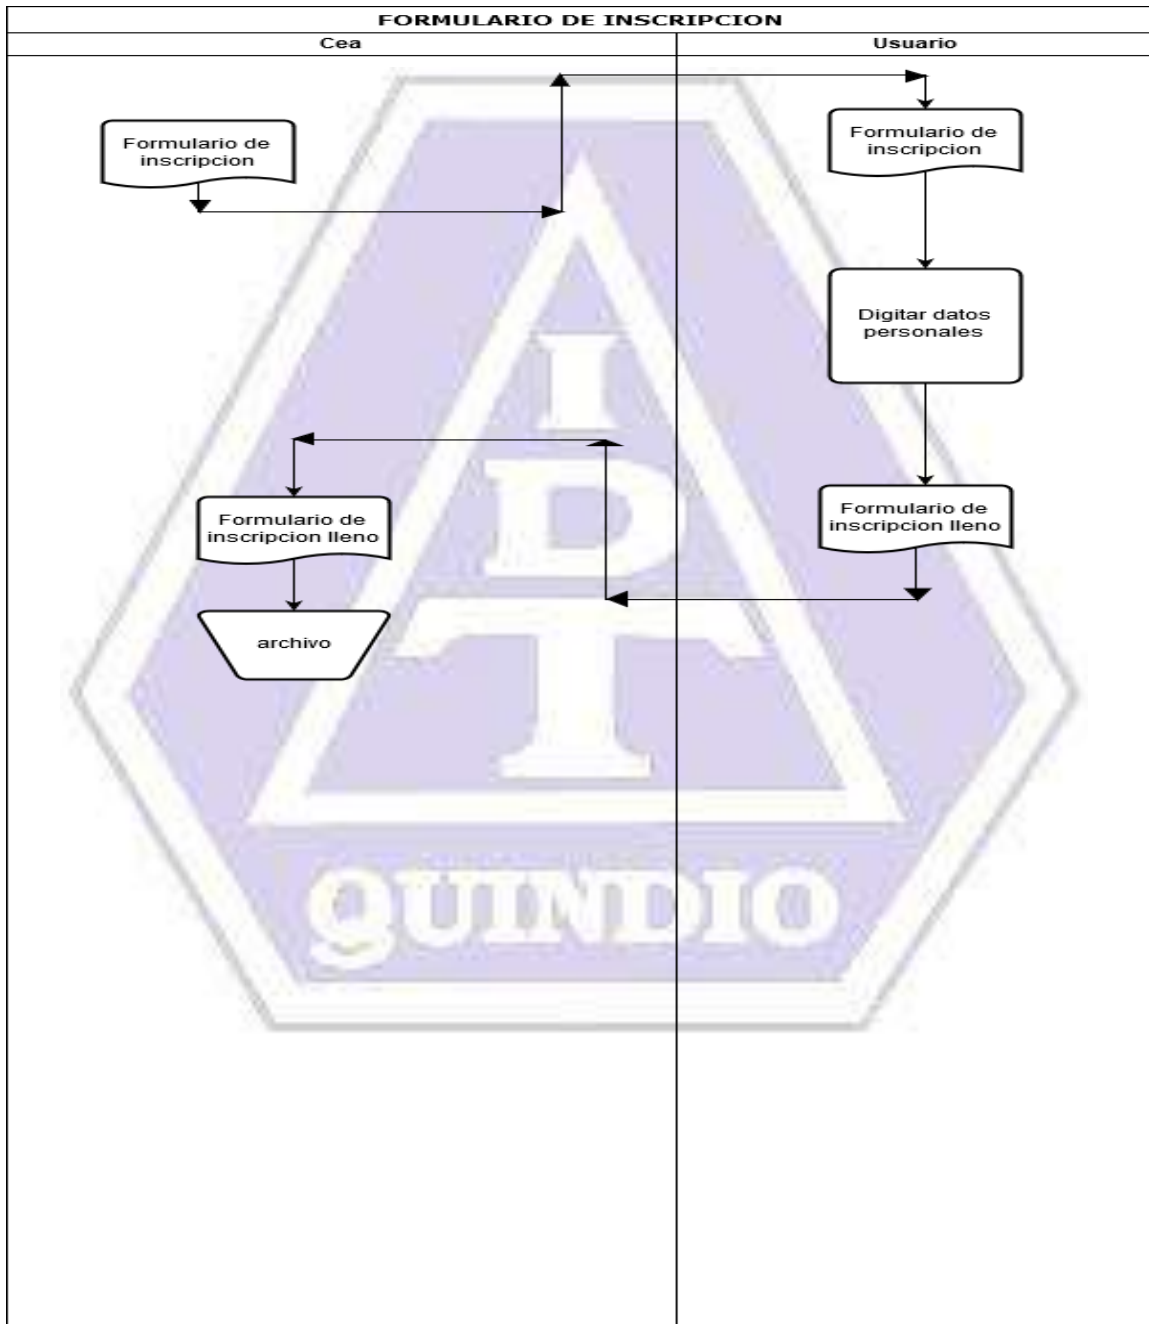 FORMULARIO DE INSCRIPCION
Cea
Usuario
Formulario de
inscripcion
Formulario de
inscripcion
Digitar datos
personales
Formulario de
inscripcion lleno
Formulario de
inscripcion lleno
archivo
I
D
T
QUINDIO